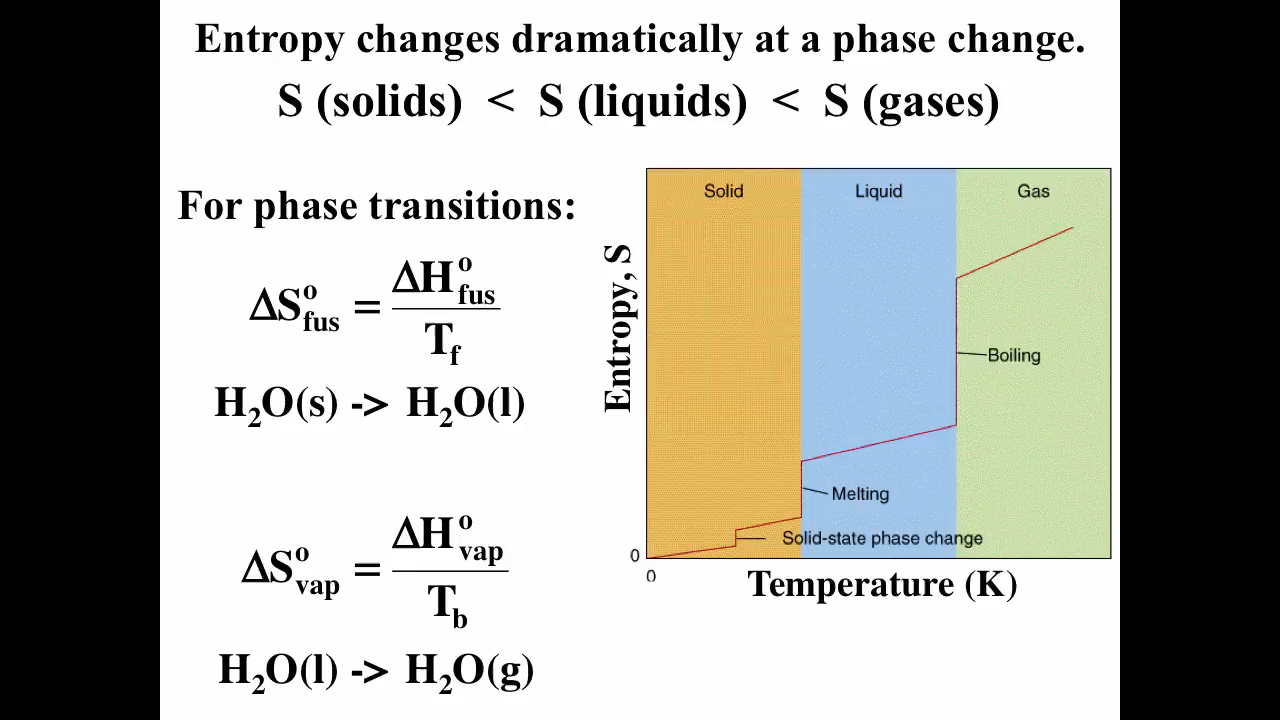 Entropy changes dramatically at a phase change.
S (solids) < S (liquids) < S (gases)
For phase transitions:
ΔS°fus = ΔH°fus / Tf
H₂O(s) -> H₂O(l)
ΔS°vap = ΔH°vap / Tb
H₂O(l) -> H₂O(g)
Solid Liquid Gas
Entropy, S
Boiling
Melting
Solid-state phase change
0
0
Temperature (K)